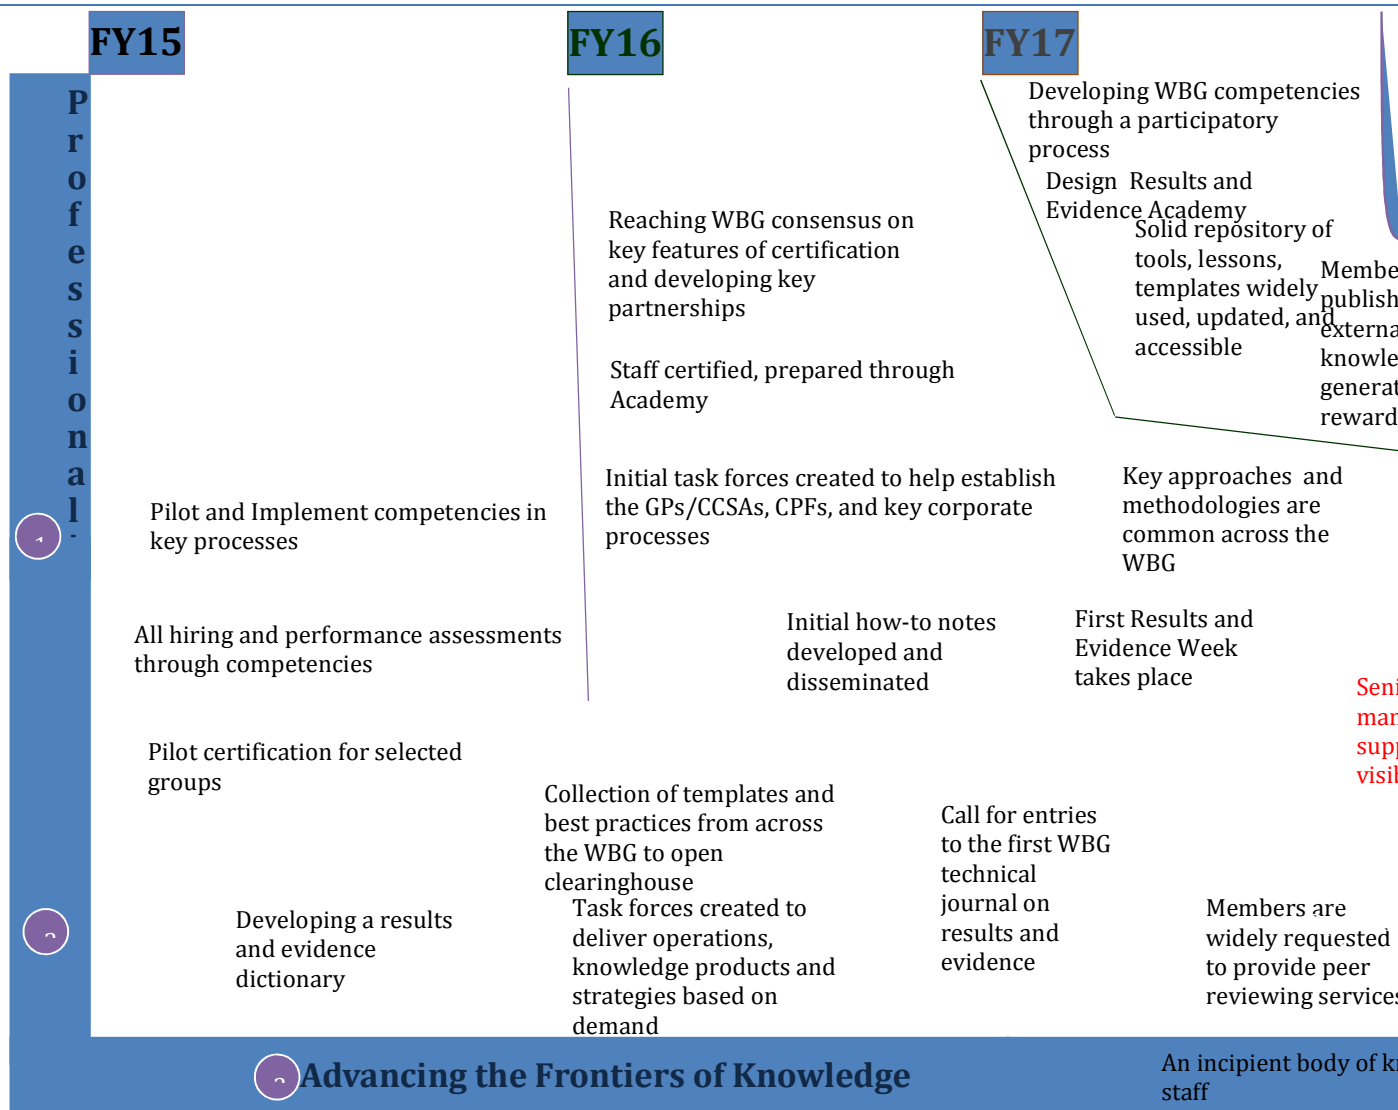 FY15
FY16
FY17
Professional
Developing WBG competencies
through a participatory
process
Design Results and
Evidence Academy
Solid repository of
tools, lessons,
templates widely
used, updated, and
accessible
Reaching WBG consensus on
key features of certification
and developing key
partnerships
Staff certified, prepared through
Academy
Initial task forces created to help establish
the GPs/CCSAs, CPFs, and key corporate
processes
Key approaches and
methodologies are
common across the
WBG
Pilot and Implement competencies in
key processes
All hiring and performance assessments
through competencies
Initial how-to notes
developed and
disseminated
First Results and
Evidence Week
takes place
Pilot certification for selected
groups
Collection of templates and
best practices from across
the WBG to open
clearinghouse
Call for entries
to the first WBG
technical
journal on
results and
evidence
Developing a results
and evidence
dictionary
Task forces created to
deliver operations,
knowledge products and
strategies based on
demand
Members are
widely requested
to provide peer
reviewing services
Advancing the Frontiers of Knowledge
An incipient body of
staff